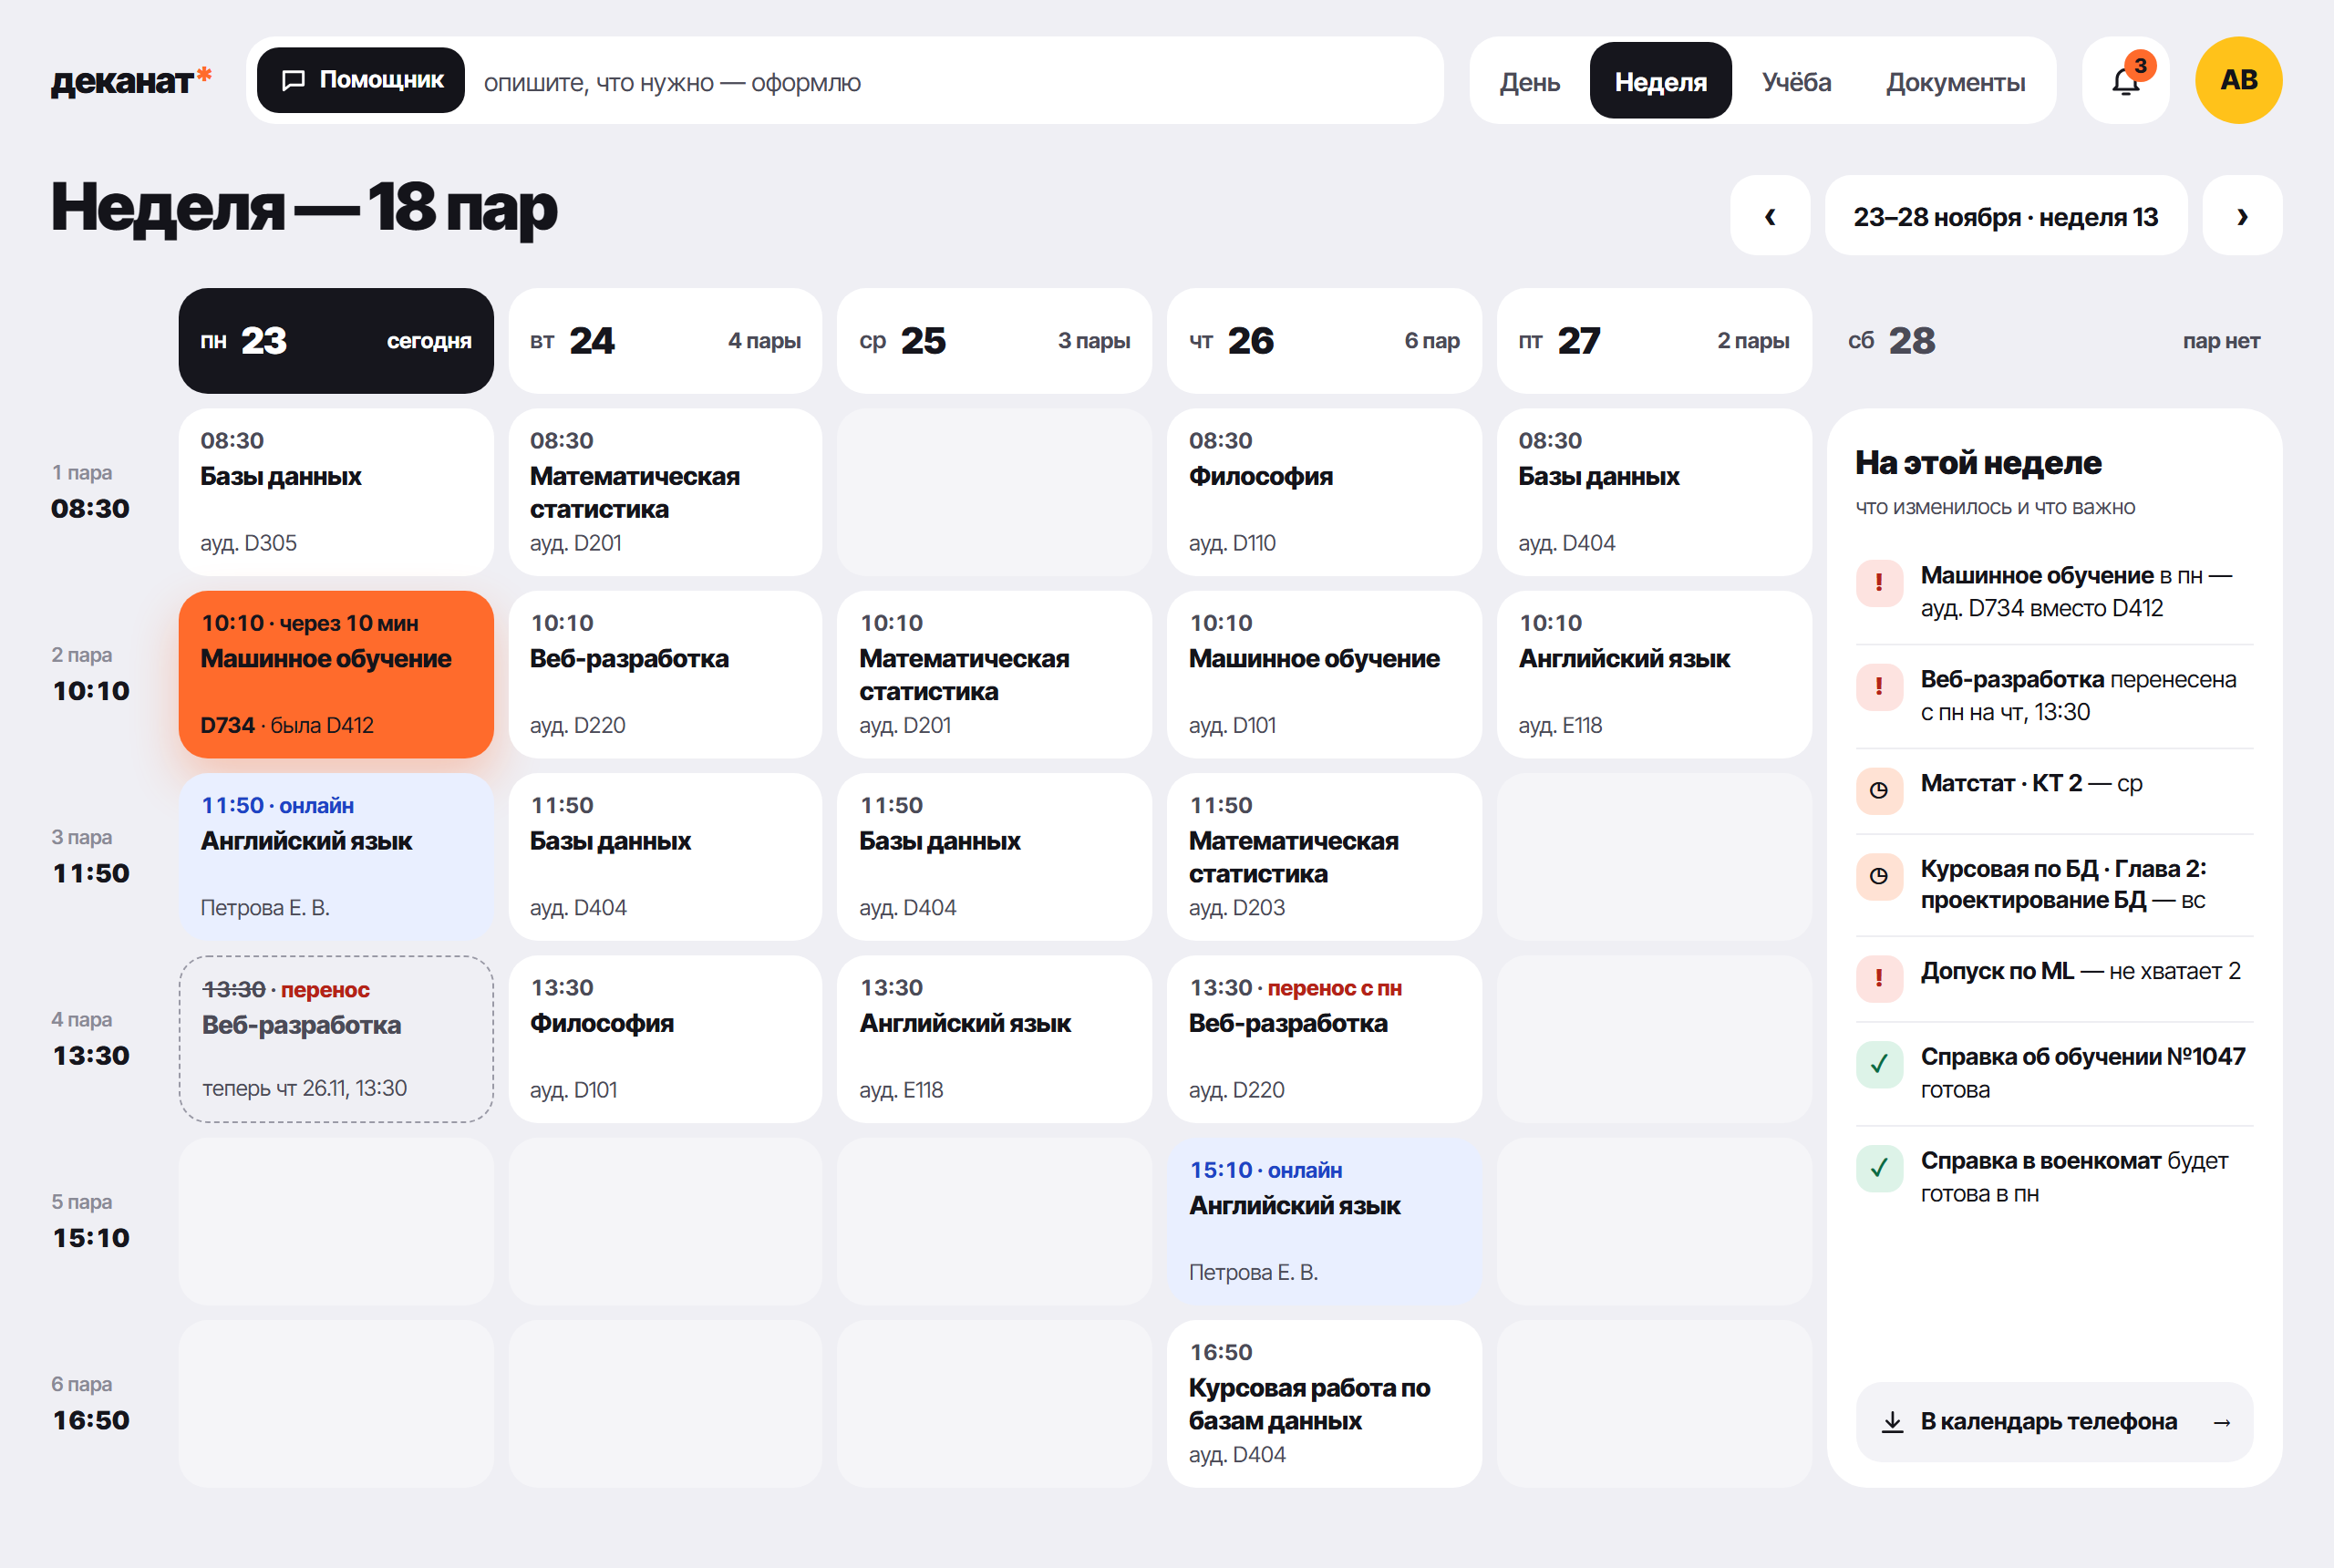 деканат*
Помощник
опишите, что нужно — оформлю
День
Неделя
Учёба
Документы
3
АВ
Неделя — 18 пар
‹
23–28 ноября · неделя 13
›
пн 23 сегодня
вт 24 4 пары
ср 25 3 пары
чт 26 6 пар
пт 27 2 пары
сб 28 пар нет
1 пара
08:30
08:30
Базы данных
ауд. D305
08:30
Математическая
статистика
ауд. D201
08:30
Философия
ауд. D110
08:30
Базы данных
ауд. D404
2 пара
10:10
10:10 · через 10 мин
Машинное обучение
D734 · была D412
10:10
Веб-разработка
ауд. D220
10:10
Математическая
статистика
ауд. D201
10:10
Машинное обучение
ауд. D101
10:10
Английский язык
ауд. E118
3 пара
11:50
11:50 · онлайн
Английский язык
Петрова Е. В.
11:50
Базы данных
ауд. D404
11:50
Базы данных
ауд. D404
11:50
Математическая
статистика
ауд. D203
4 пара
13:30
13:30 · перенос
Веб-разработка
теперь чт 26.11, 13:30
13:30
Философия
ауд. D101
13:30
Английский язык
ауд. E118
13:30 · перенос с пн
Веб-разработка
ауд. D220
5 пара
15:10
15:10 · онлайн
Английский язык
Петрова Е. В.
6 пара
16:50
16:50
Курсовая работа по
базам данных
ауд. D404
На этой неделе
что изменилось и что важно
! Машинное обучение в пн —
ауд. D734 вместо D412
! Веб-разработка перенесена
с пн на чт, 13:30
Матстат · КТ 2 — ср
Курсовая по БД · Глава 2:
проектирование БД — вс
! Допуск по ML — не хватает 2
✓ Справка об обучении №1047
готова
✓ Справка в военкомат будет
готова в пн
В календарь телефона →